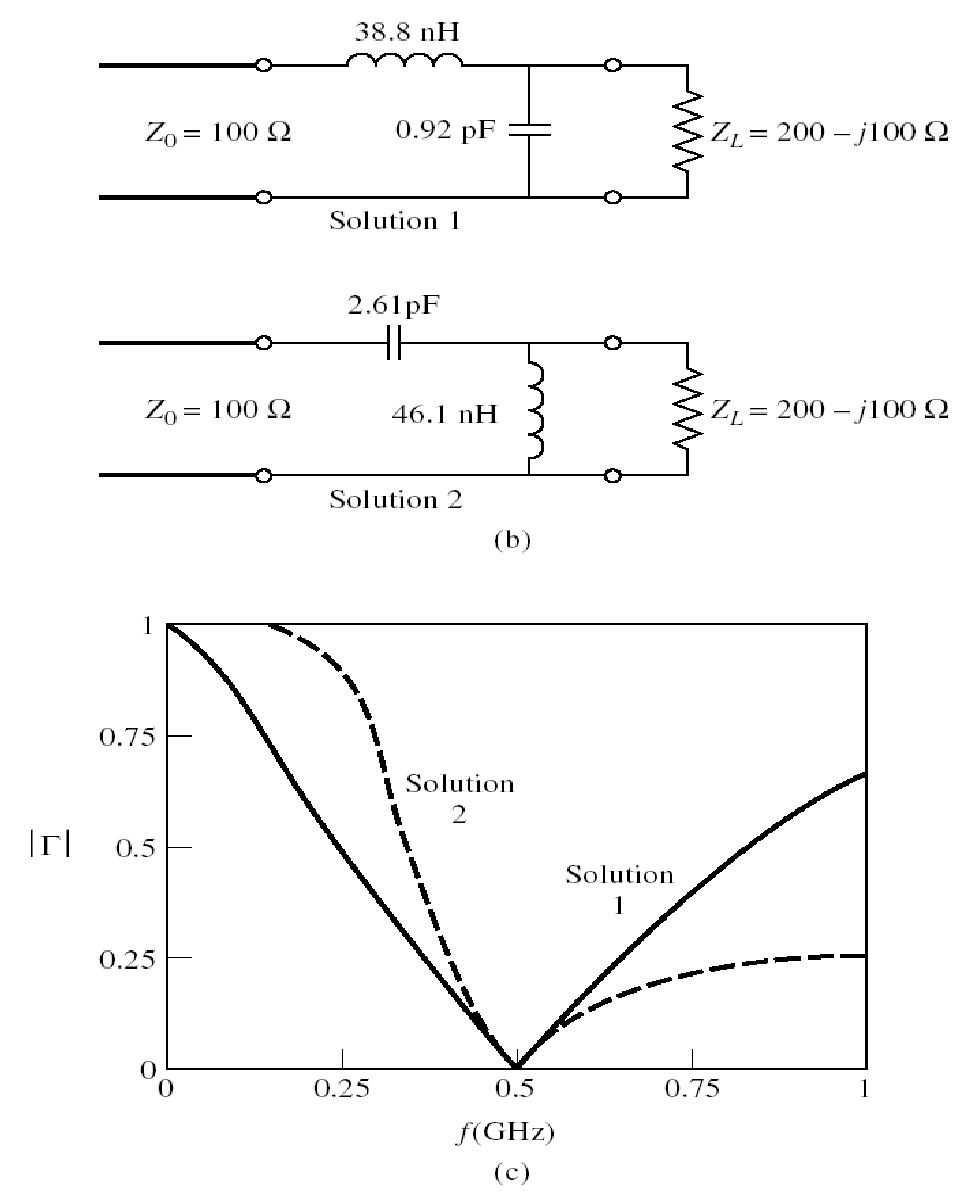 38.8 nH
Z0 = 100 Ω
0.92 pF
ZL = 200 – j100 Ω
Solution 1
2.61pF
Z0 = 100 Ω
46.1 nH
ZL = 200 – j100 Ω
Solution 2
(b)
1
0.75
Solution
2
|Γ|
0.5
Solution
1
0.25
0
0
0.25
0.5
0.75
1
f(GHz)
(c)